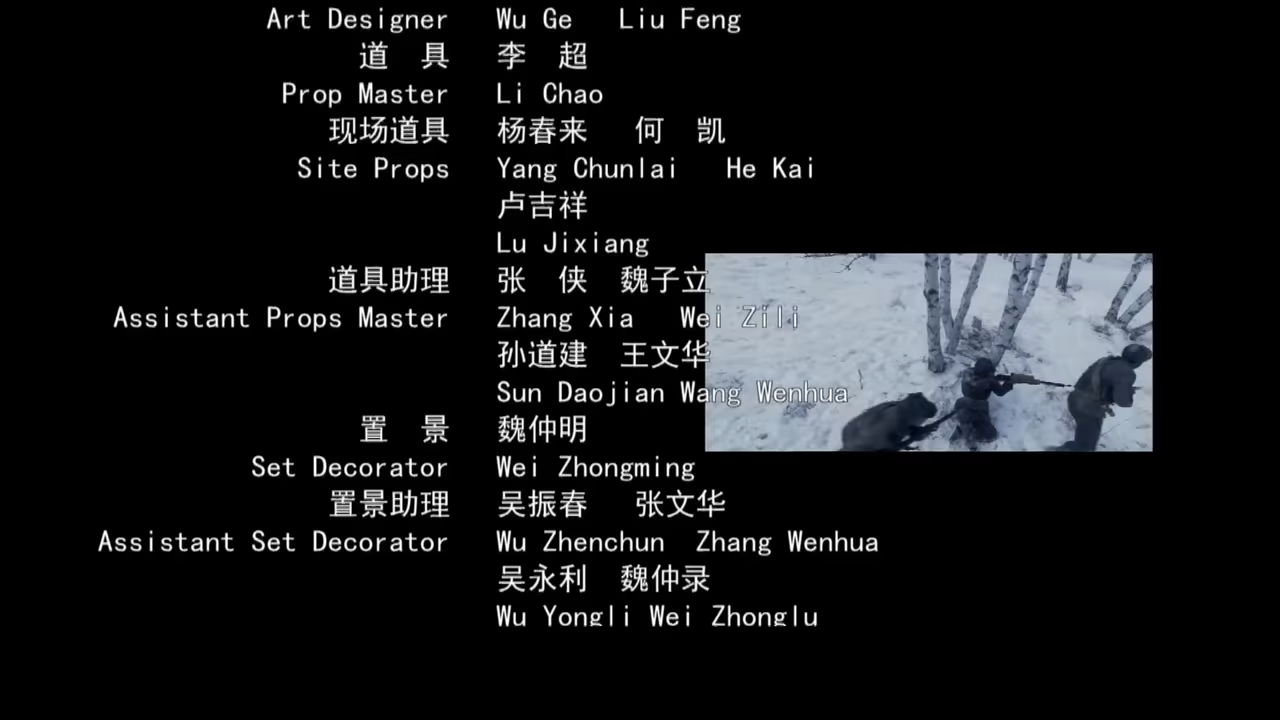 Art Designer Wu Ge Liu Feng
道 具 李 超
Prop Master Li Chao
现场道具 杨春来 何 凯
Site Props Yang Chunlai He Kai
卢吉祥
Lu Jixiang
道具助理 张 侠 魏子立
Assistant Props Master Zhang Xia Wei Zili
孙道建 王文华
Sun Daojian Wang Wenhua
置 景 魏仲明
Set Decorator Wei Zhongming
置景助理 吴振春 张文华
Assistant Set Decorator Wu Zhenchun Zhang Wenhua
吴永利 魏仲录
Wu Yongli Wei Zhonglu